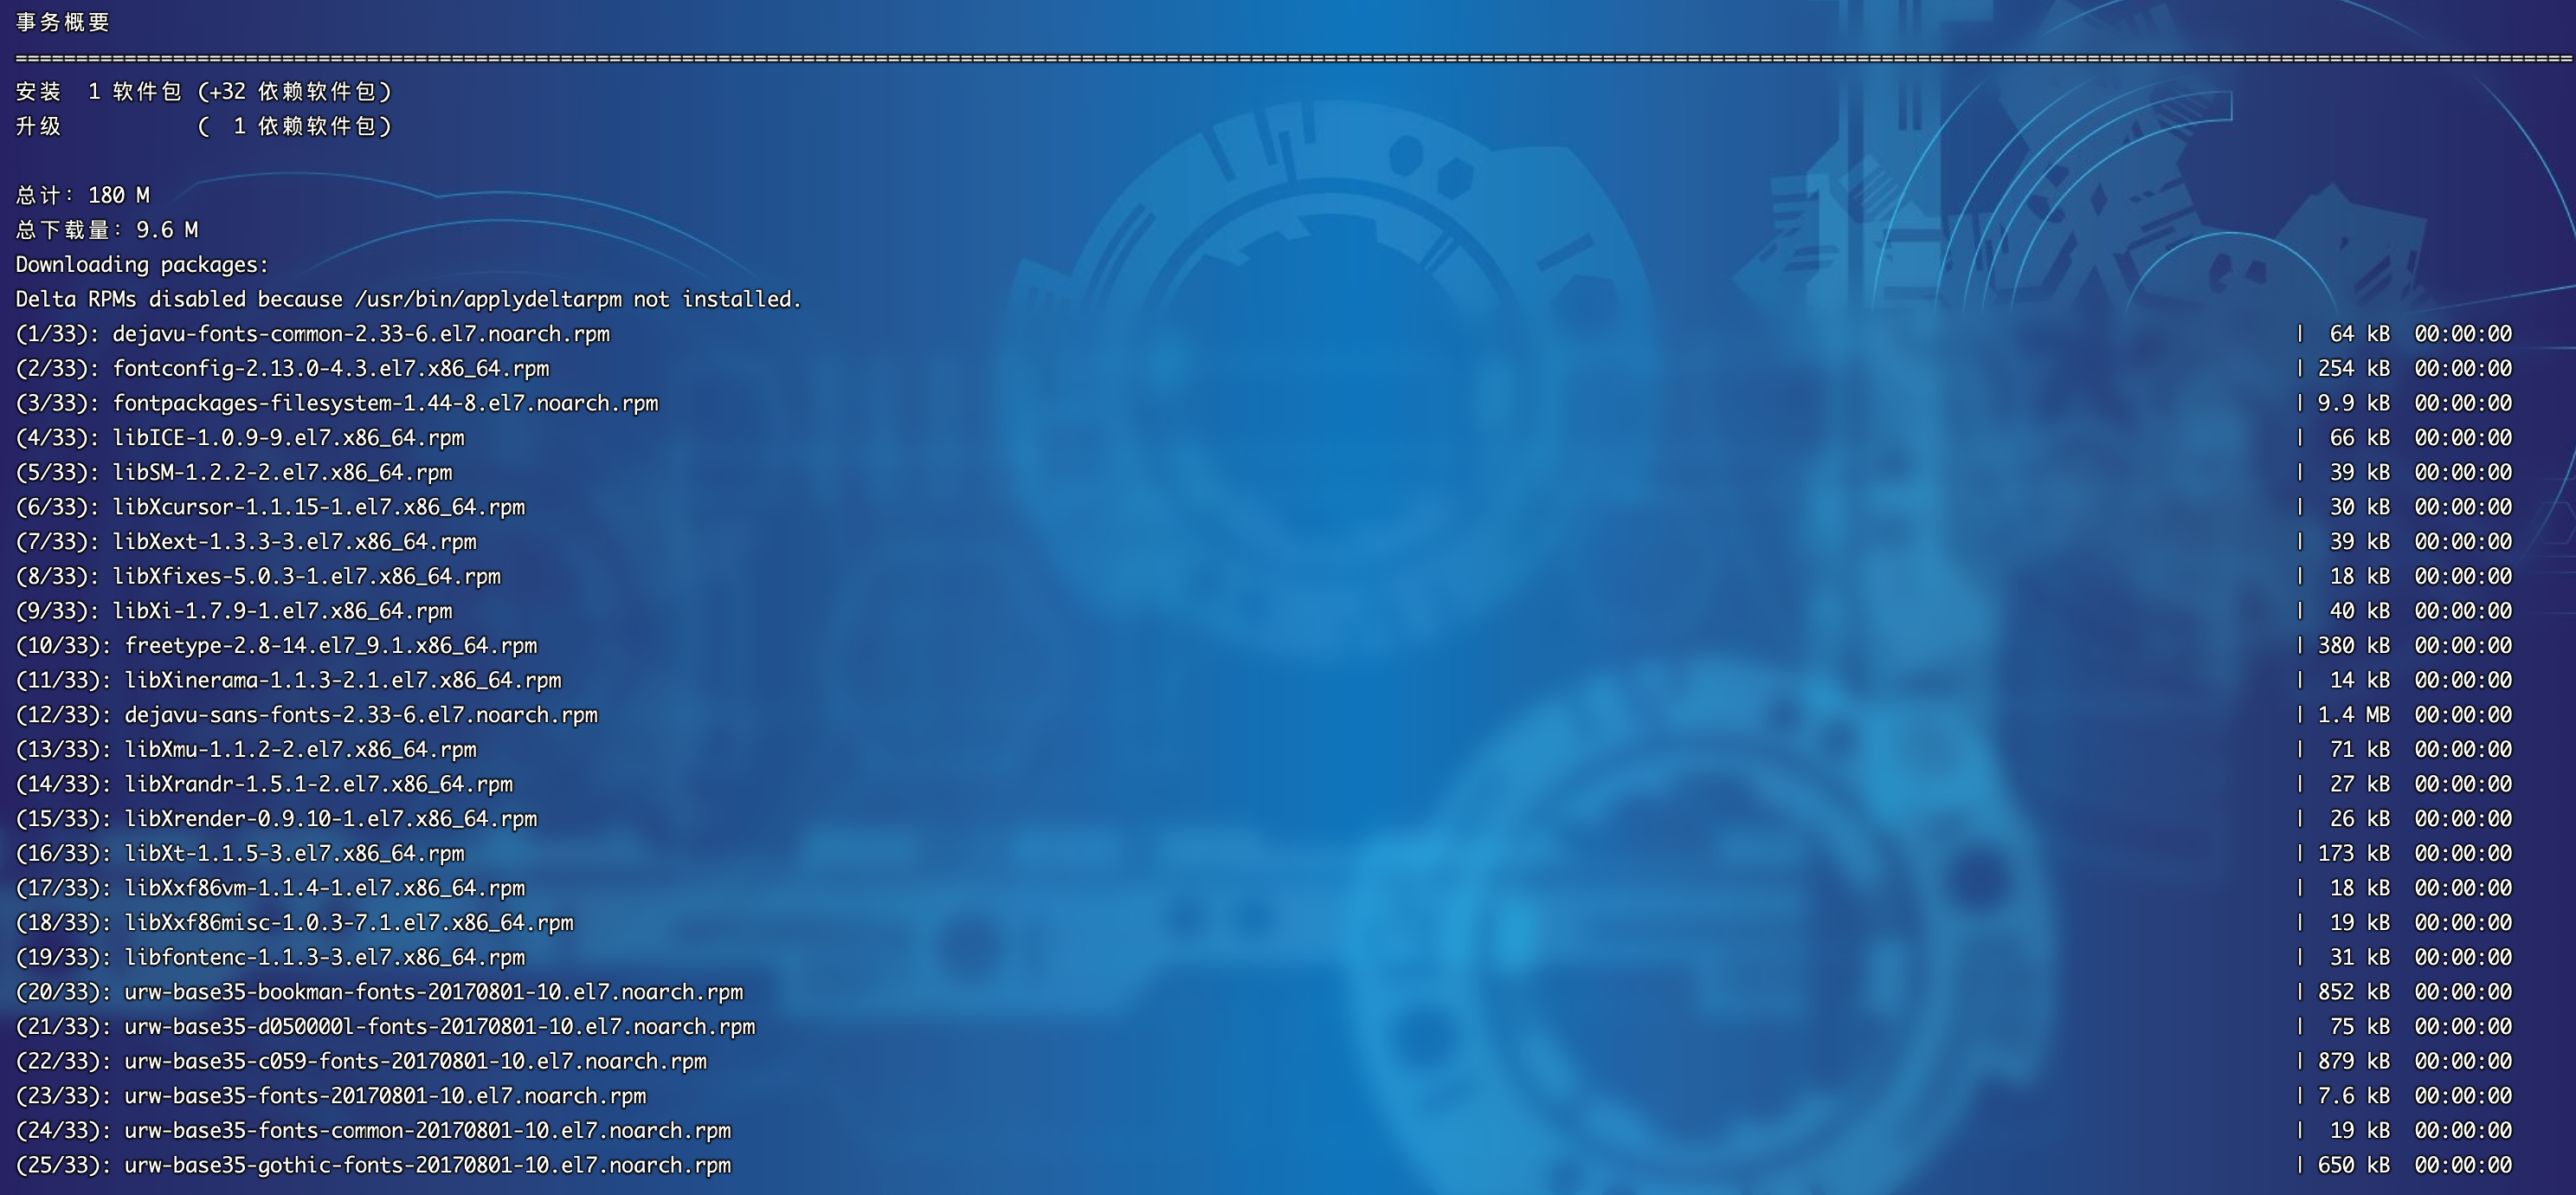 事务概要
==================================================================================================================================================================================================================
安装  1 软件包 (+32 依赖软件包)
升级           (  1 依赖软件包)
总计：180 M
总下载量：9.6 M
Downloading packages:
Delta RPMs disabled because /usr/bin/applydeltarpm not installed.
(1/33): dejavu-fonts-common-2.33-6.el7.noarch.rpm | 64 kB 00:00:00
(2/33): fontconfig-2.13.0-4.3.el7.x86_64.rpm | 254 kB 00:00:00
(3/33): fontpackages-filesystem-1.44-8.el7.noarch.rpm | 9.9 kB 00:00:00
(4/33): libICE-1.0.9-9.el7.x86_64.rpm | 66 kB 00:00:00
(5/33): libSM-1.2.2-2.el7.x86_64.rpm | 39 kB 00:00:00
(6/33): libXcursor-1.1.15-1.el7.x86_64.rpm | 30 kB 00:00:00
(7/33): libXext-1.3.3-3.el7.x86_64.rpm | 39 kB 00:00:00
(8/33): libXfixes-5.0.3-1.el7.x86_64.rpm | 18 kB 00:00:00
(9/33): libXi-1.7.9-1.el7.x86_64.rpm | 40 kB 00:00:00
(10/33): freetype-2.8-14.el7_9.1.x86_64.rpm | 380 kB 00:00:00
(11/33): libXinerama-1.1.3-2.1.el7.x86_64.rpm | 14 kB 00:00:00
(12/33): dejavu-sans-fonts-2.33-6.el7.noarch.rpm | 1.4 MB 00:00:00
(13/33): libXmu-1.1.2-2.el7.x86_64.rpm | 71 kB 00:00:00
(14/33): libXrandr-1.5.1-2.el7.x86_64.rpm | 27 kB 00:00:00
(15/33): libXrender-0.9.10-1.el7.x86_64.rpm | 26 kB 00:00:00
(16/33): libXt-1.1.5-3.el7.x86_64.rpm | 173 kB 00:00:00
(17/33): libXxf86vm-1.1.4-1.el7.x86_64.rpm | 18 kB 00:00:00
(18/33): libXxf86misc-1.0.3-7.1.el7.x86_64.rpm | 19 kB 00:00:00
(19/33): libfontenc-1.1.3-3.el7.x86_64.rpm | 31 kB 00:00:00
(20/33): urw-base35-bookman-fonts-20170801-10.el7.noarch.rpm | 852 kB 00:00:00
(21/33): urw-base35-d050000l-fonts-20170801-10.el7.noarch.rpm | 75 kB 00:00:00
(22/33): urw-base35-c059-fonts-20170801-10.el7.noarch.rpm | 879 kB 00:00:00
(23/33): urw-base35-fonts-20170801-10.el7.noarch.rpm | 7.6 kB 00:00:00
(24/33): urw-base35-fonts-common-20170801-10.el7.noarch.rpm | 19 kB 00:00:00
(25/33): urw-base35-gothic-fonts-20170801-10.el7.noarch.rpm | 650 kB 00:00:00